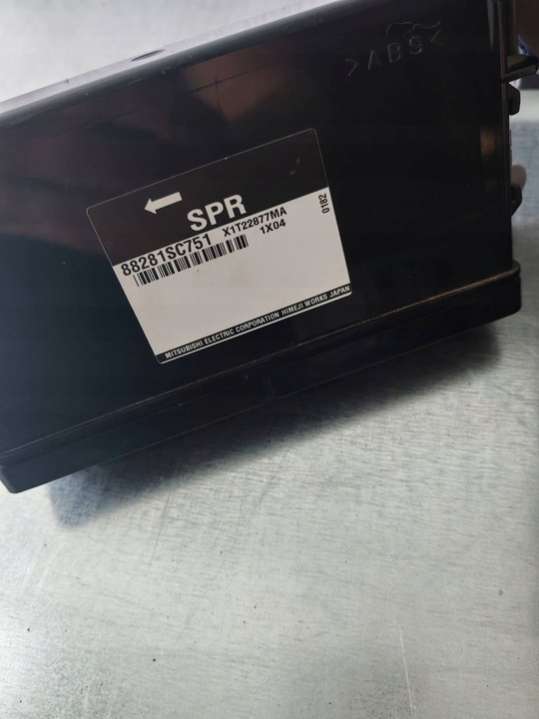 >ABS<
SPR
88281SC751 X1T22877MA
1X04
0182
MITSUBISHI ELECTRIC CORPORATION HIMEJI WORKS JAPAN